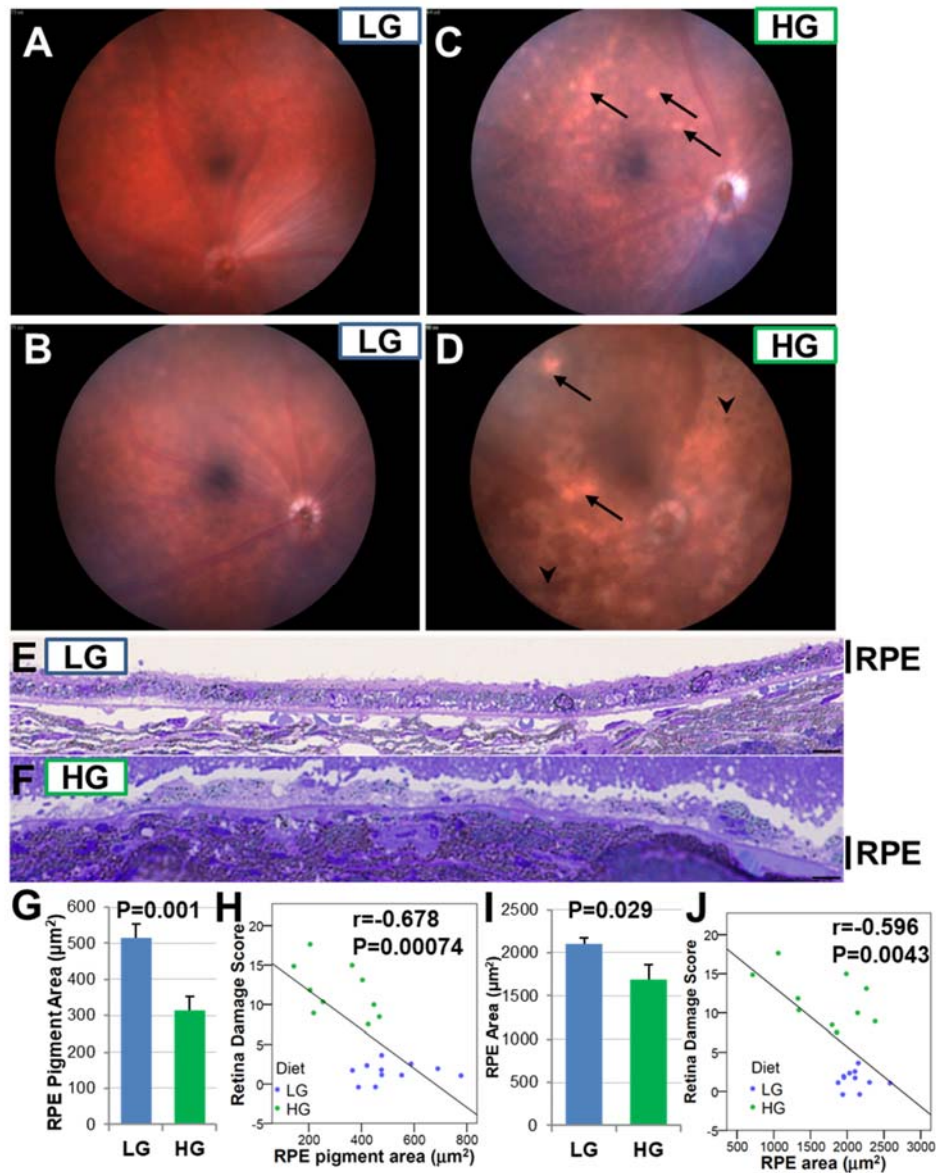 A LG
C HG
B LG
D HG
E LG RPE
F HG RPE
G P=0.001
RPE Pigment Area (µm²)
600
500
400
300
200
100
0
LG HG
H r=-0.678
P=0.00074
Retina Damage Score
20
15
10
5
0
-5
Diet
LG
HG
200 400 600 800
RPE pigment area (µm²)
I P=0.029
RPE Area (µm²)
2500
2000
1500
1000
500
0
LG HG
J r=-0.596
P=0.0043
Retina Damage Score
20
15
10
5
0
-5
Diet
LG
HG
500 1000 1500 2000 2500 3000
RPE area (µm²)